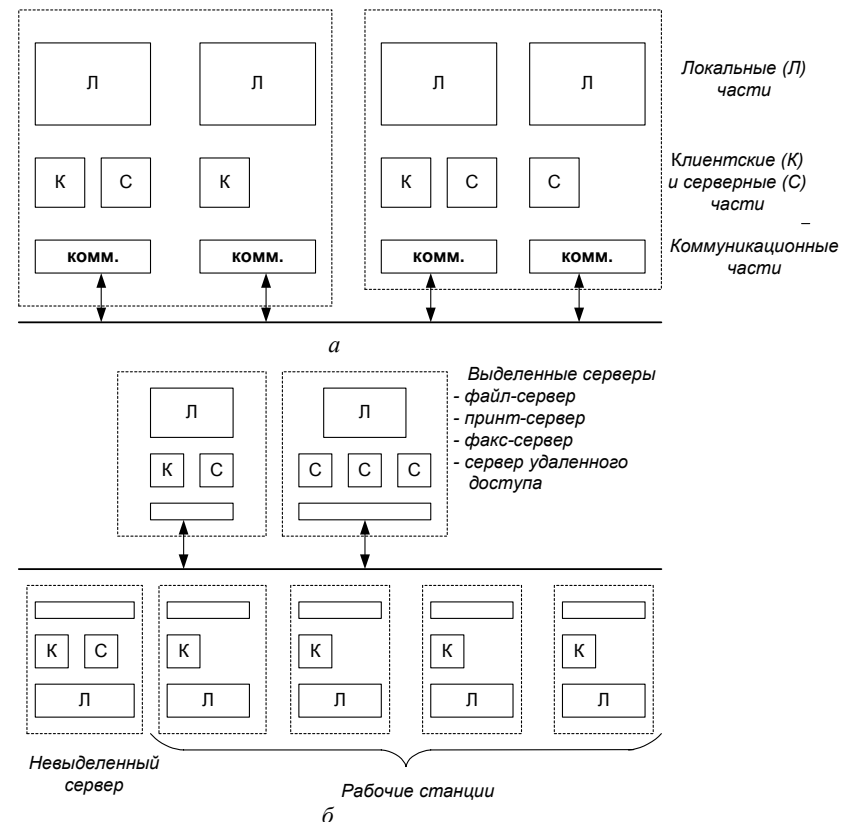 Л Л Л Л
Локальные (Л)
части
К С К К С С
Клиентские (К)
и серверные (С)
части
–
комм. комм. комм. комм.
Коммуникационные
части
а
Выделенные серверы
- файл-сервер
- принт-сервер
- факс-сервер
- сервер удаленного
доступа
Л Л
К С С С С
К С К К К К
Л Л Л Л Л
Невыделенный
сервер
Рабочие станции
б